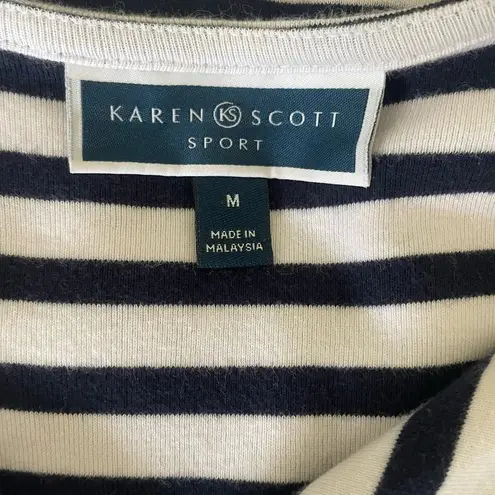 KAREN KS SCOTT
SPORT
M
MADE IN
MALAYSIA